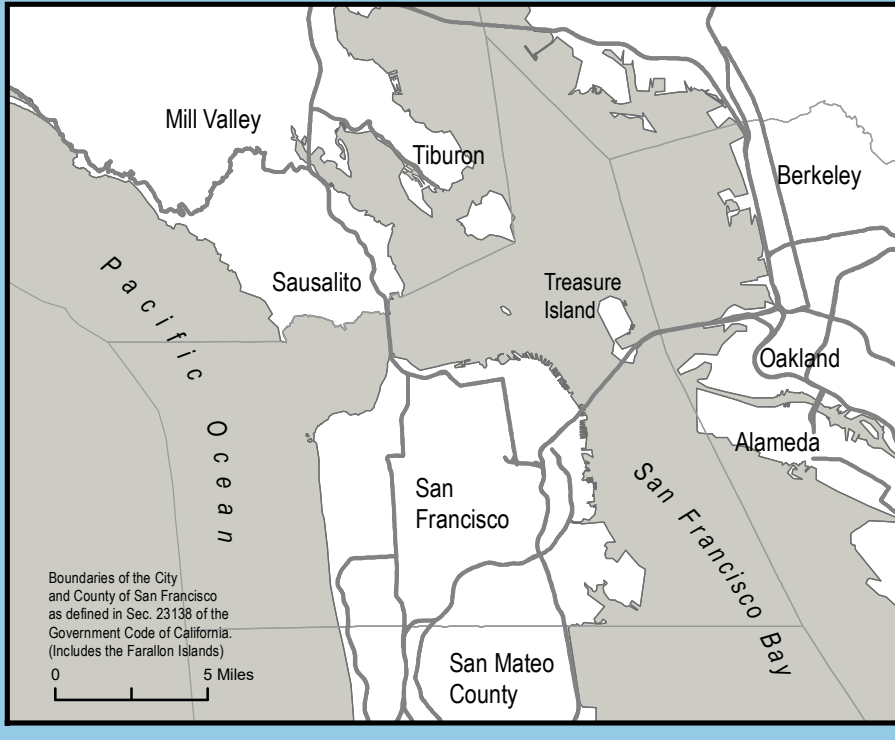 Mill Valley
Tiburon
Berkeley
Sausalito
Treasure
Island
Pacific Ocean
Oakland
Alameda
San
Francisco
San Francisco Bay
Boundaries of the City
and County of San Francisco
as defined in Sec. 23138 of the
Government Code of California.
(Includes the Farallon Islands)
0 5 Miles
San Mateo
County